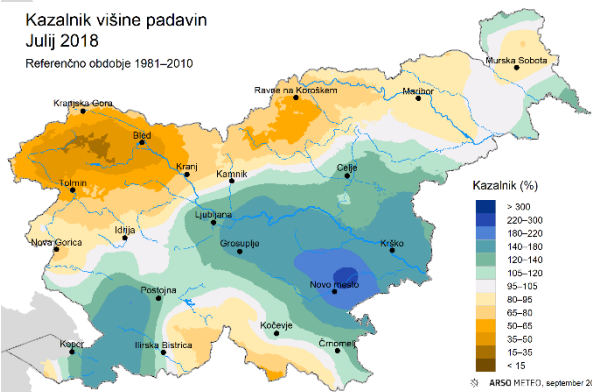 Kazalnik višine padavin
Julij 2018
Referenčno obdobje 1981–2010
Murska Sobota
Ravne na Koroškem
Maribor
Kranjska Gora
Bled
Kranj
Kamnik
Celje
Tolmin
Ljubljana
Idrija
Nova Gorica
Grosuplje
Krško
Postojna
Novo mesto
Kočevje
Koper
Ilirska Bistrica
Črnomelj
Kazalnik (%)
> 300
220–300
180–220
140–180
120–140
105–120
95–105
80–95
65–80
50–65
35–50
15–35
< 15
ARSO METEO, september 20